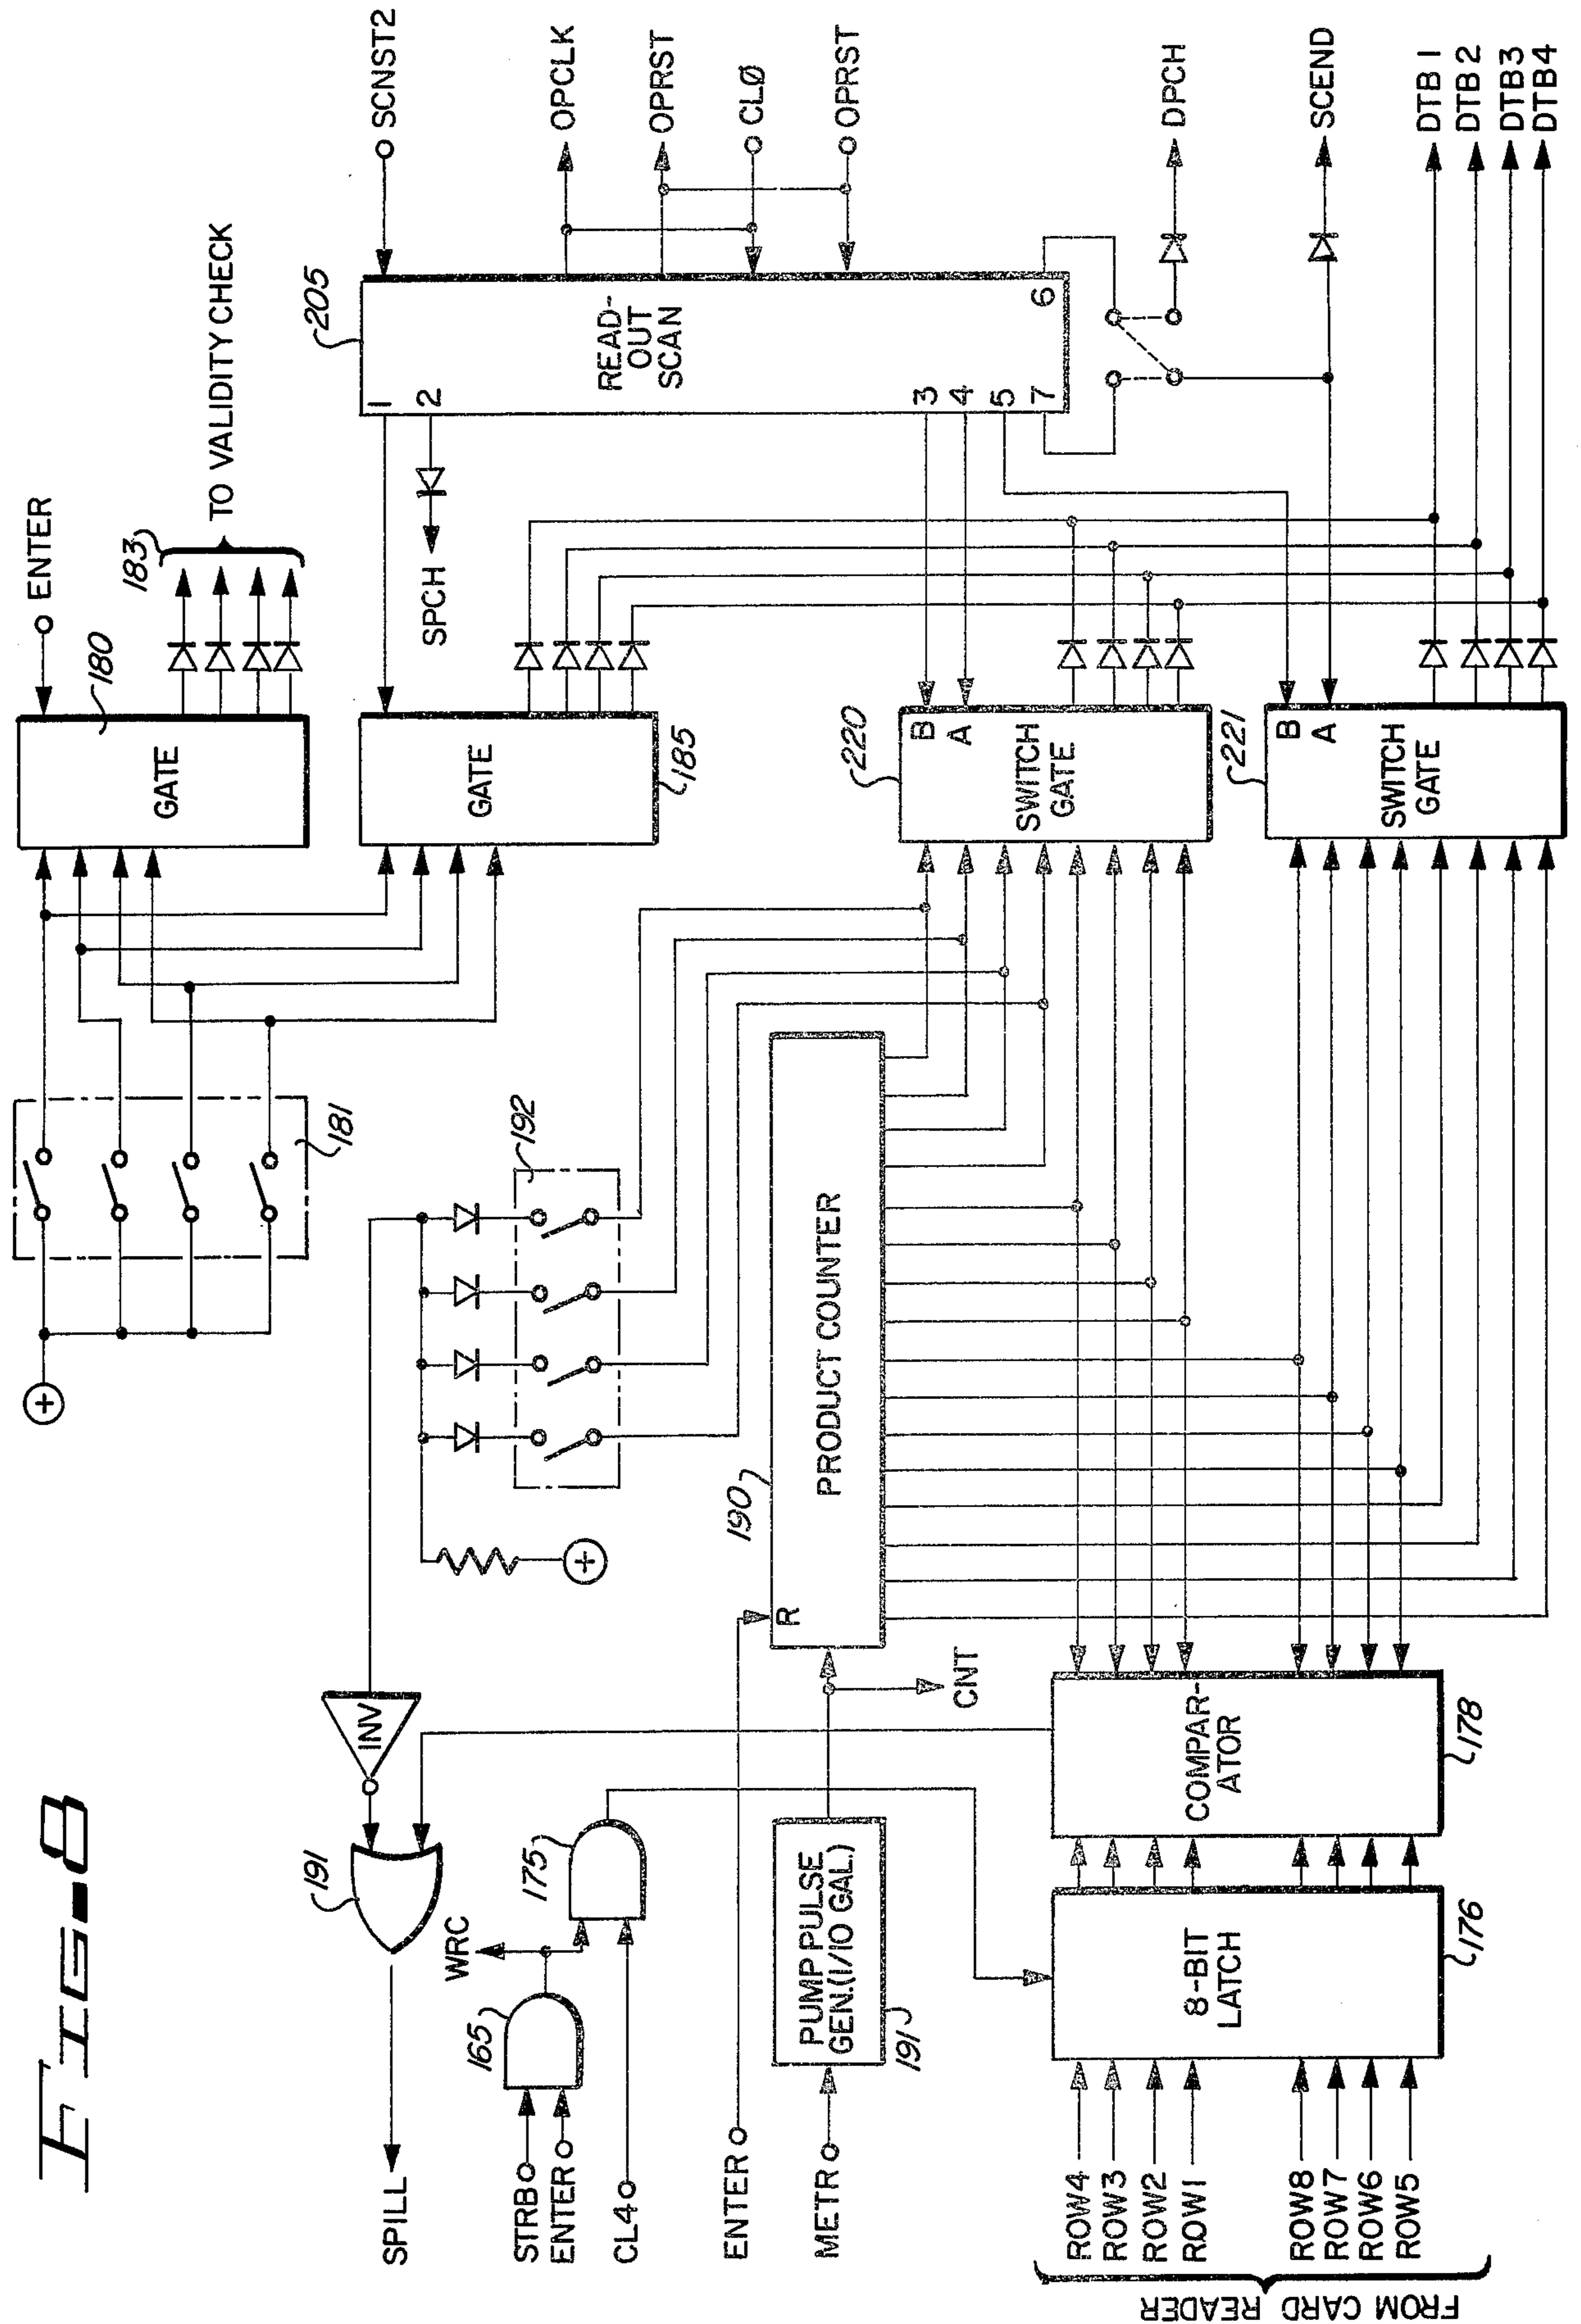 FIG-8
ENTER
180
183
TO VALIDITY CHECK
GATE
181
SCNST2
205
1
2
READ-
OUT
SCAN
3
4
5
7
6
OPCLK
OPRST
CLØ
OPRST
SPCH
GATE
185
DPCH
SCEND
192
INV
191
SPILL
WRC
175
165
STRB
ENTER
CL4
190
PRODUCT COUNTER
R
ENTER
CNT
220
B
A
SWITCH
GATE
221
B
A
SWITCH
GATE
PUMP PULSE
GEN.(1/10 GAL.)
191
METR
DTB 1
DTB 2
DTB3
DTB4
COMPAR-
ATOR
178
8-BIT
LATCH
176
ROW4
ROW3
ROW2
ROW1
ROW8
ROW7
ROW6
ROW5
FROM CARD
READER